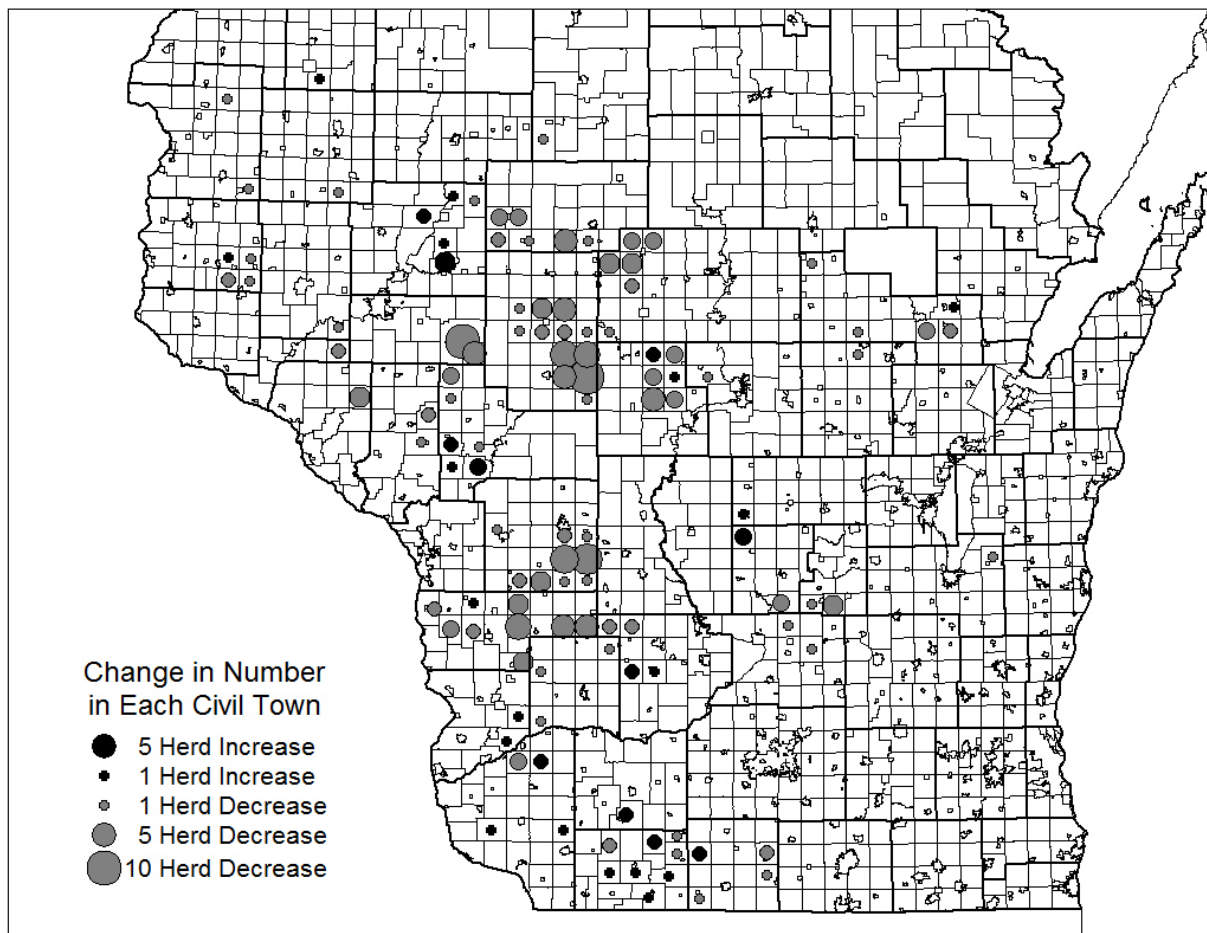 Change in Number
in Each Civil Town
5 Herd Increase
1 Herd Increase
1 Herd Decrease
5 Herd Decrease
10 Herd Decrease